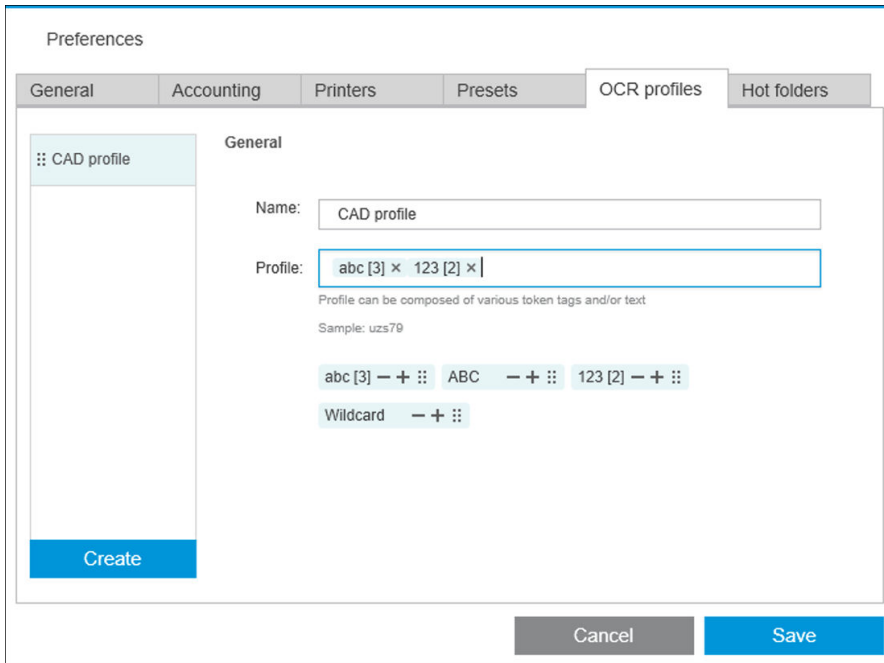 Preferences
General Accounting Printers Presets OCR profiles Hot folders
CAD profile
General
Name: CAD profile
Profile: abc [3] × 123 [2] ×
Profile can be composed of various token tags and/or text
Sample: uzs79
abc [3] − + ABC − + 123 [2] − +
Wildcard − +
Create
Cancel Save